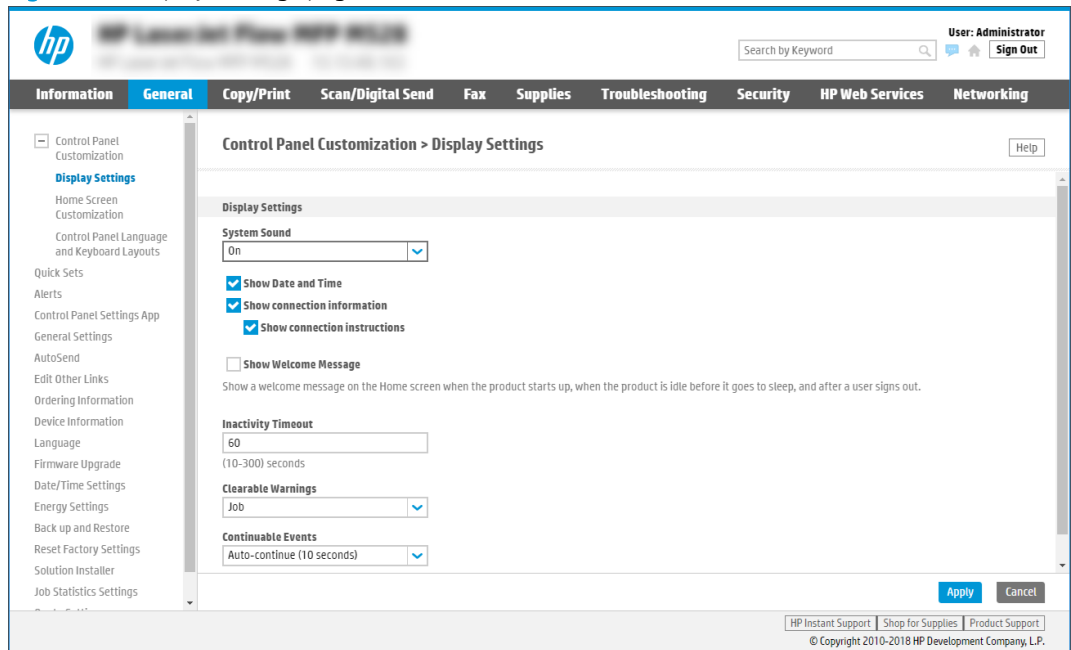 hp
User: Administrator
Search by Keyword
Sign Out
Information General Copy/Print Scan/Digital Send Fax Supplies Troubleshooting Security HP Web Services Networking
Control Panel
Customization
Display Settings
Home Screen
Customization
Control Panel Language
and Keyboard Layouts
Quick Sets
Alerts
Control Panel Settings App
General Settings
AutoSend
Edit Other Links
Ordering Information
Device Information
Language
Firmware Upgrade
Date/Time Settings
Energy Settings
Back up and Restore
Reset Factory Settings
Solution Installer
Job Statistics Settings
Control Panel Customization > Display Settings
Help
Display Settings
System Sound
On
Show Date and Time
Show connection information
Show connection instructions
Show Welcome Message
Show a welcome message on the Home screen when the product starts up, when the product is idle before it goes to sleep, and after a user signs out.
Inactivity Timeout
60
(10-300) seconds
Clearable Warnings
Job
Continuable Events
Auto-continue (10 seconds)
Apply
Cancel
HP Instant Support Shop for Supplies Product Support
© Copyright 2010-2018 HP Development Company, L.P.